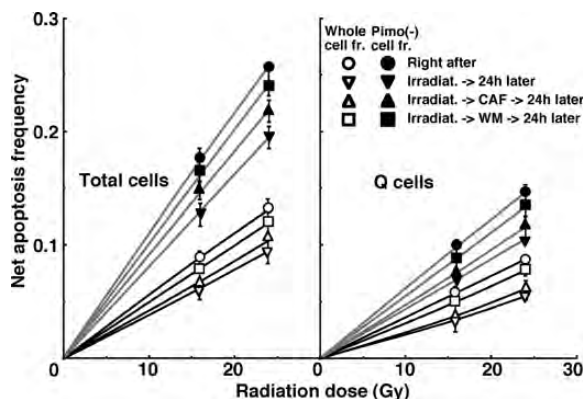 0.3
0.2
0.1
0
Net apoptosis frequency
Whole cell fr.
Pimo(-) cell fr.
Right after
Irradiat. -> 24h later
Irradiat. -> CAF -> 24h later
Irradiat. -> WM -> 24h later
Total cells
Q cells
0 10 20 0 10 20 30
Radiation dose (Gy)